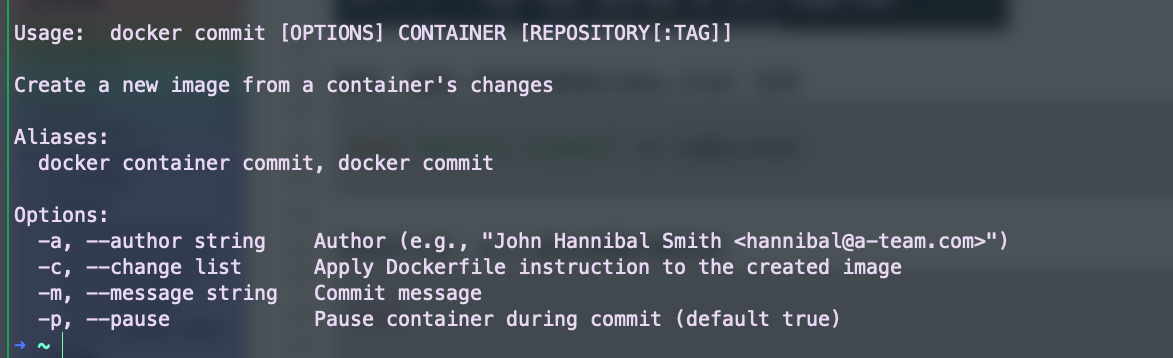 Usage:  docker commit [OPTIONS] CONTAINER [REPOSITORY[:TAG]]
Create a new image from a container's changes
Aliases:
  docker container commit, docker commit
Options:
  -a, --author string    Author (e.g., "John Hannibal Smith <hannibal@a-team.com>")
  -c, --change list      Apply Dockerfile instruction to the created image
  -m, --message string   Commit message
  -p, --pause            Pause container during commit (default true)
→ ~